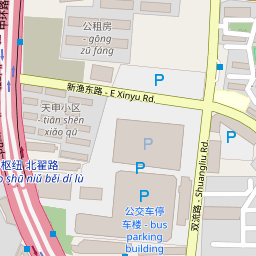 公租房
- gōng
zū fáng
P
新渔东路 - E Xinyu Rd.
天申小区
- tiān shēn
xiǎo qū
P
P
枢纽 北翟路
shū niǔ běi dí lù
P
P
公交车停
车楼 - bus
parking
building
双流路 - Shuangliu Rd.